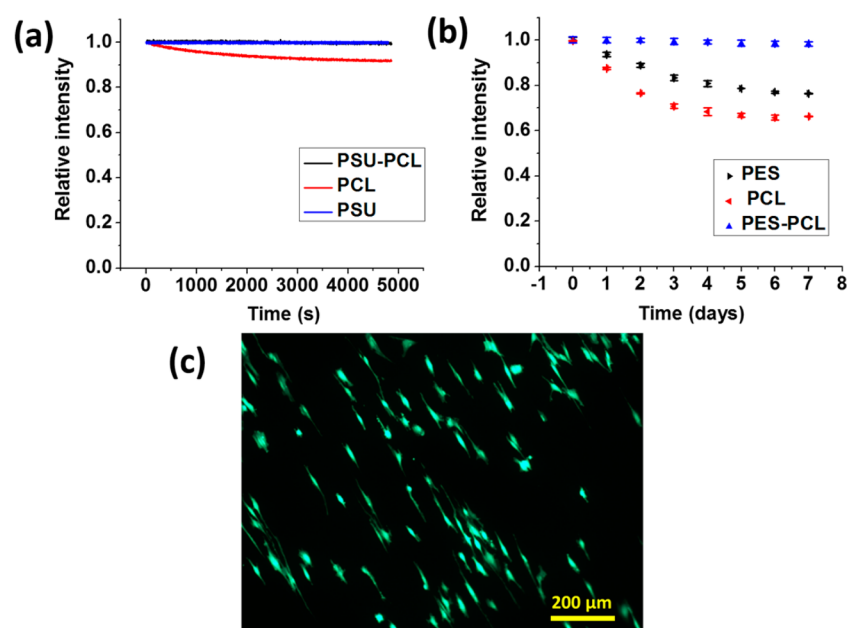 (a)
Relative intensity
1.0
0.8
0.6
0.4
0.2
0.0
PSU-PCL
PCL
PSU
0 1000 2000 3000 4000 5000
Time (s)
(b)
Relative intensity
1.0
0.8
0.6
0.4
0.2
0.0
PES
PCL
PES-PCL
-1 0 1 2 3 4 5 6 7 8
Time (days)
(c)
200 µm